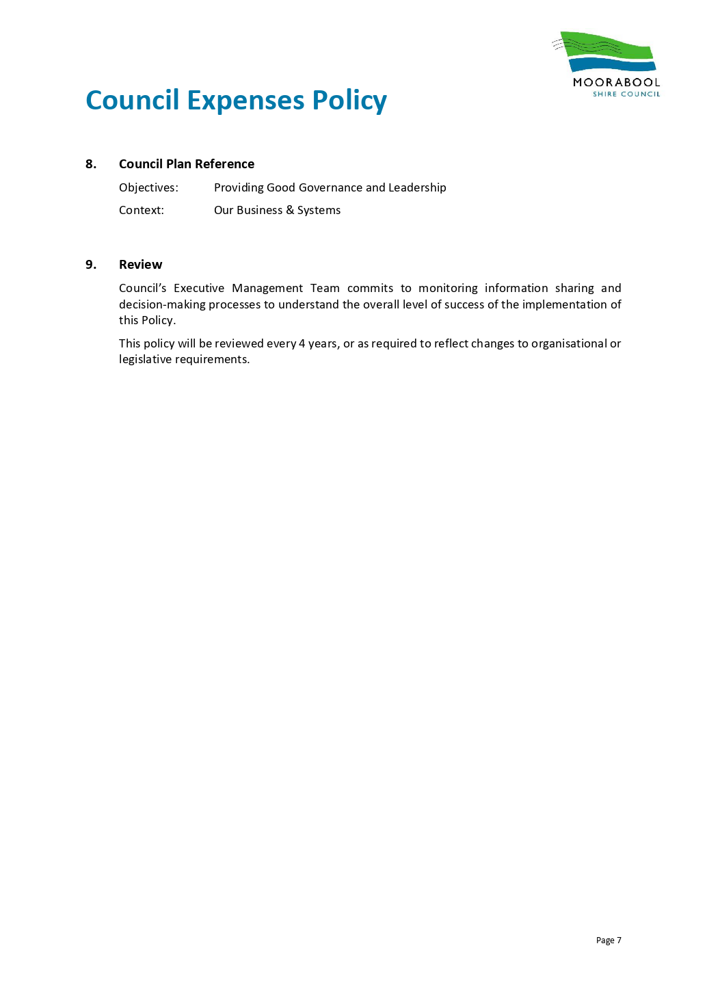 MOORABOOL
SHIRE COUNCIL
Council Expenses Policy
8. Council Plan Reference
Objectives: Providing Good Governance and Leadership
Context: Our Business & Systems
9. Review
Council’s Executive Management Team commits to monitoring information sharing and
decision-making processes to understand the overall level of success of the implementation of
this Policy.
This policy will be reviewed every 4 years, or as required to reflect changes to organisational or
legislative requirements.
Page 7